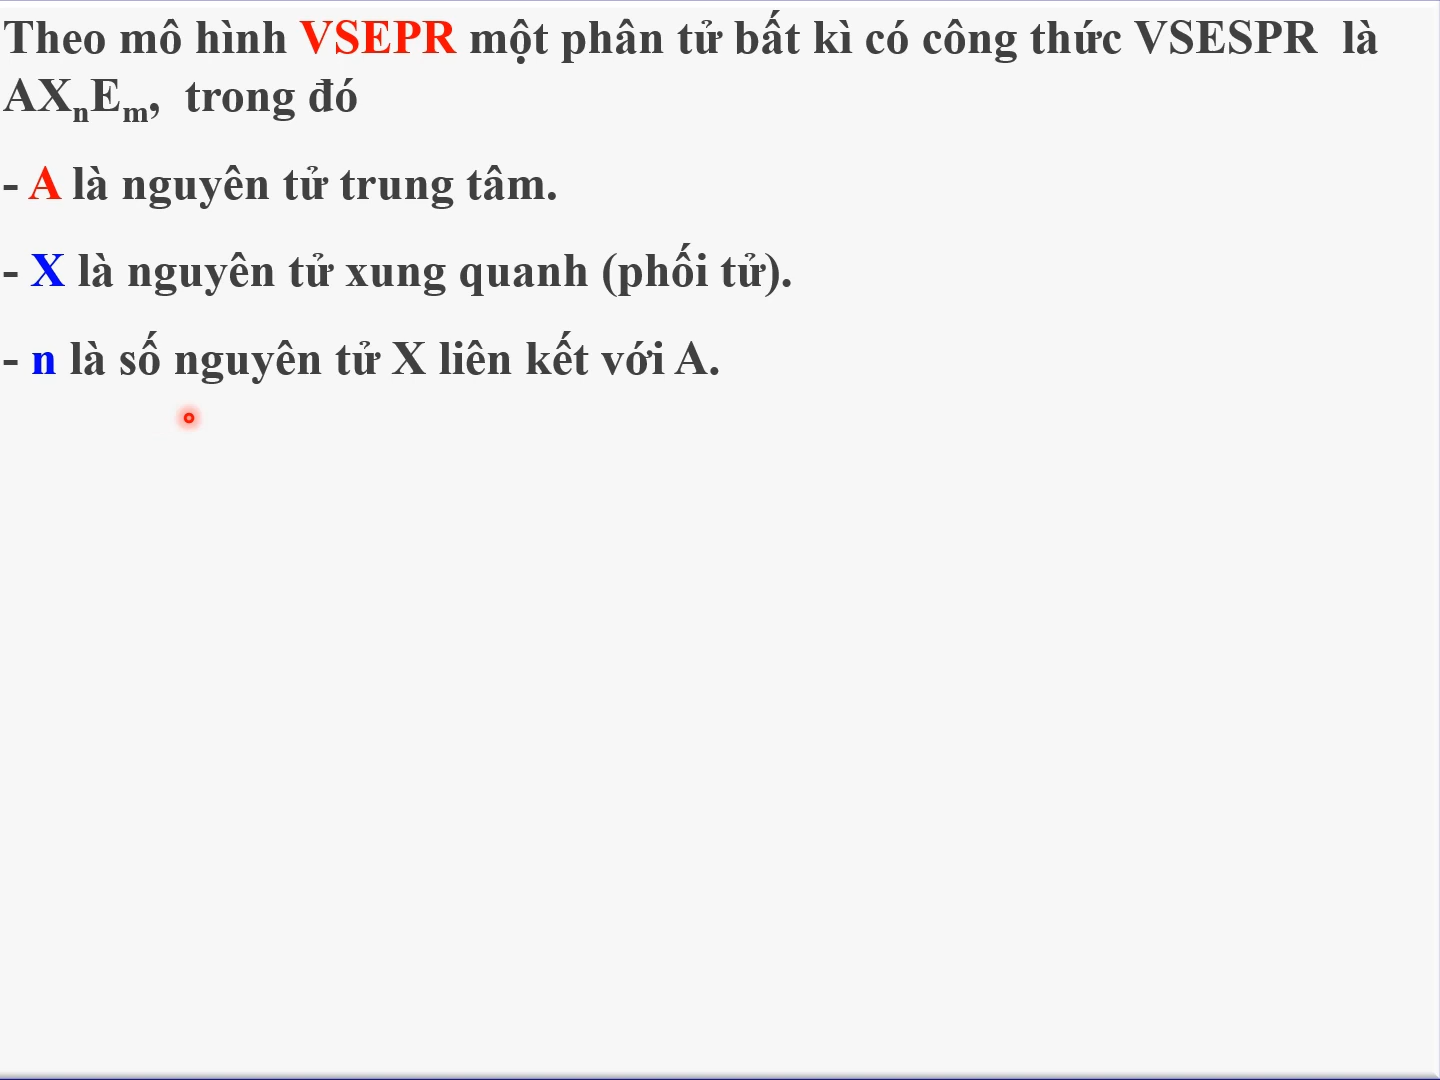 Theo mô hình VSEPR một phân tử bất kì có công thức VSESPR là
AXnEm, trong đó
- A là nguyên tử trung tâm.
- X là nguyên tử xung quanh (phối tử).
- n là số nguyên tử X liên kết với A.